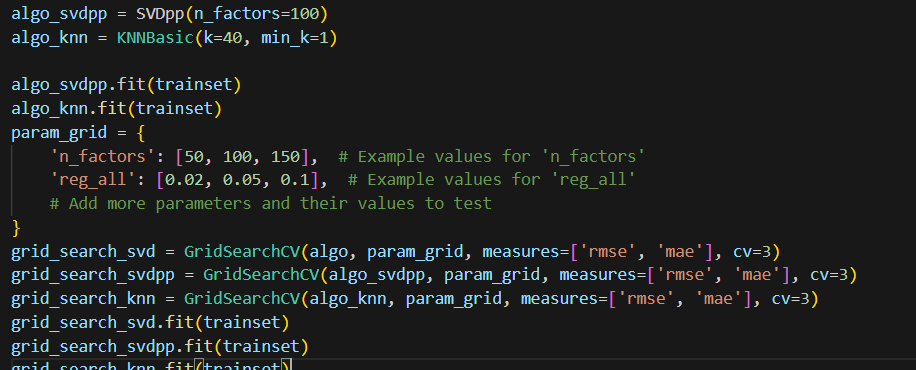 algo_svdpp = SVDpp(n_factors=100)
algo_knn = KNNBasic(k=40, min_k=1)
algo_svdpp.fit(trainset)
algo_knn.fit(trainset)
param_grid = {
    'n_factors': [50, 100, 150],  # Example values for 'n_factors'
    'reg_all': [0.02, 0.05, 0.1],  # Example values for 'reg_all'
    # Add more parameters and their values to test
}
grid_search_svd = GridSearchCV(algo, param_grid, measures=['rmse', 'mae'], cv=3)
grid_search_svdpp = GridSearchCV(algo_svdpp, param_grid, measures=['rmse', 'mae'], cv=3)
grid_search_knn = GridSearchCV(algo_knn, param_grid, measures=['rmse', 'mae'], cv=3)
grid_search_svd.fit(trainset)
grid_search_svdpp.fit(trainset)
grid_search_knn.fit(trainset)